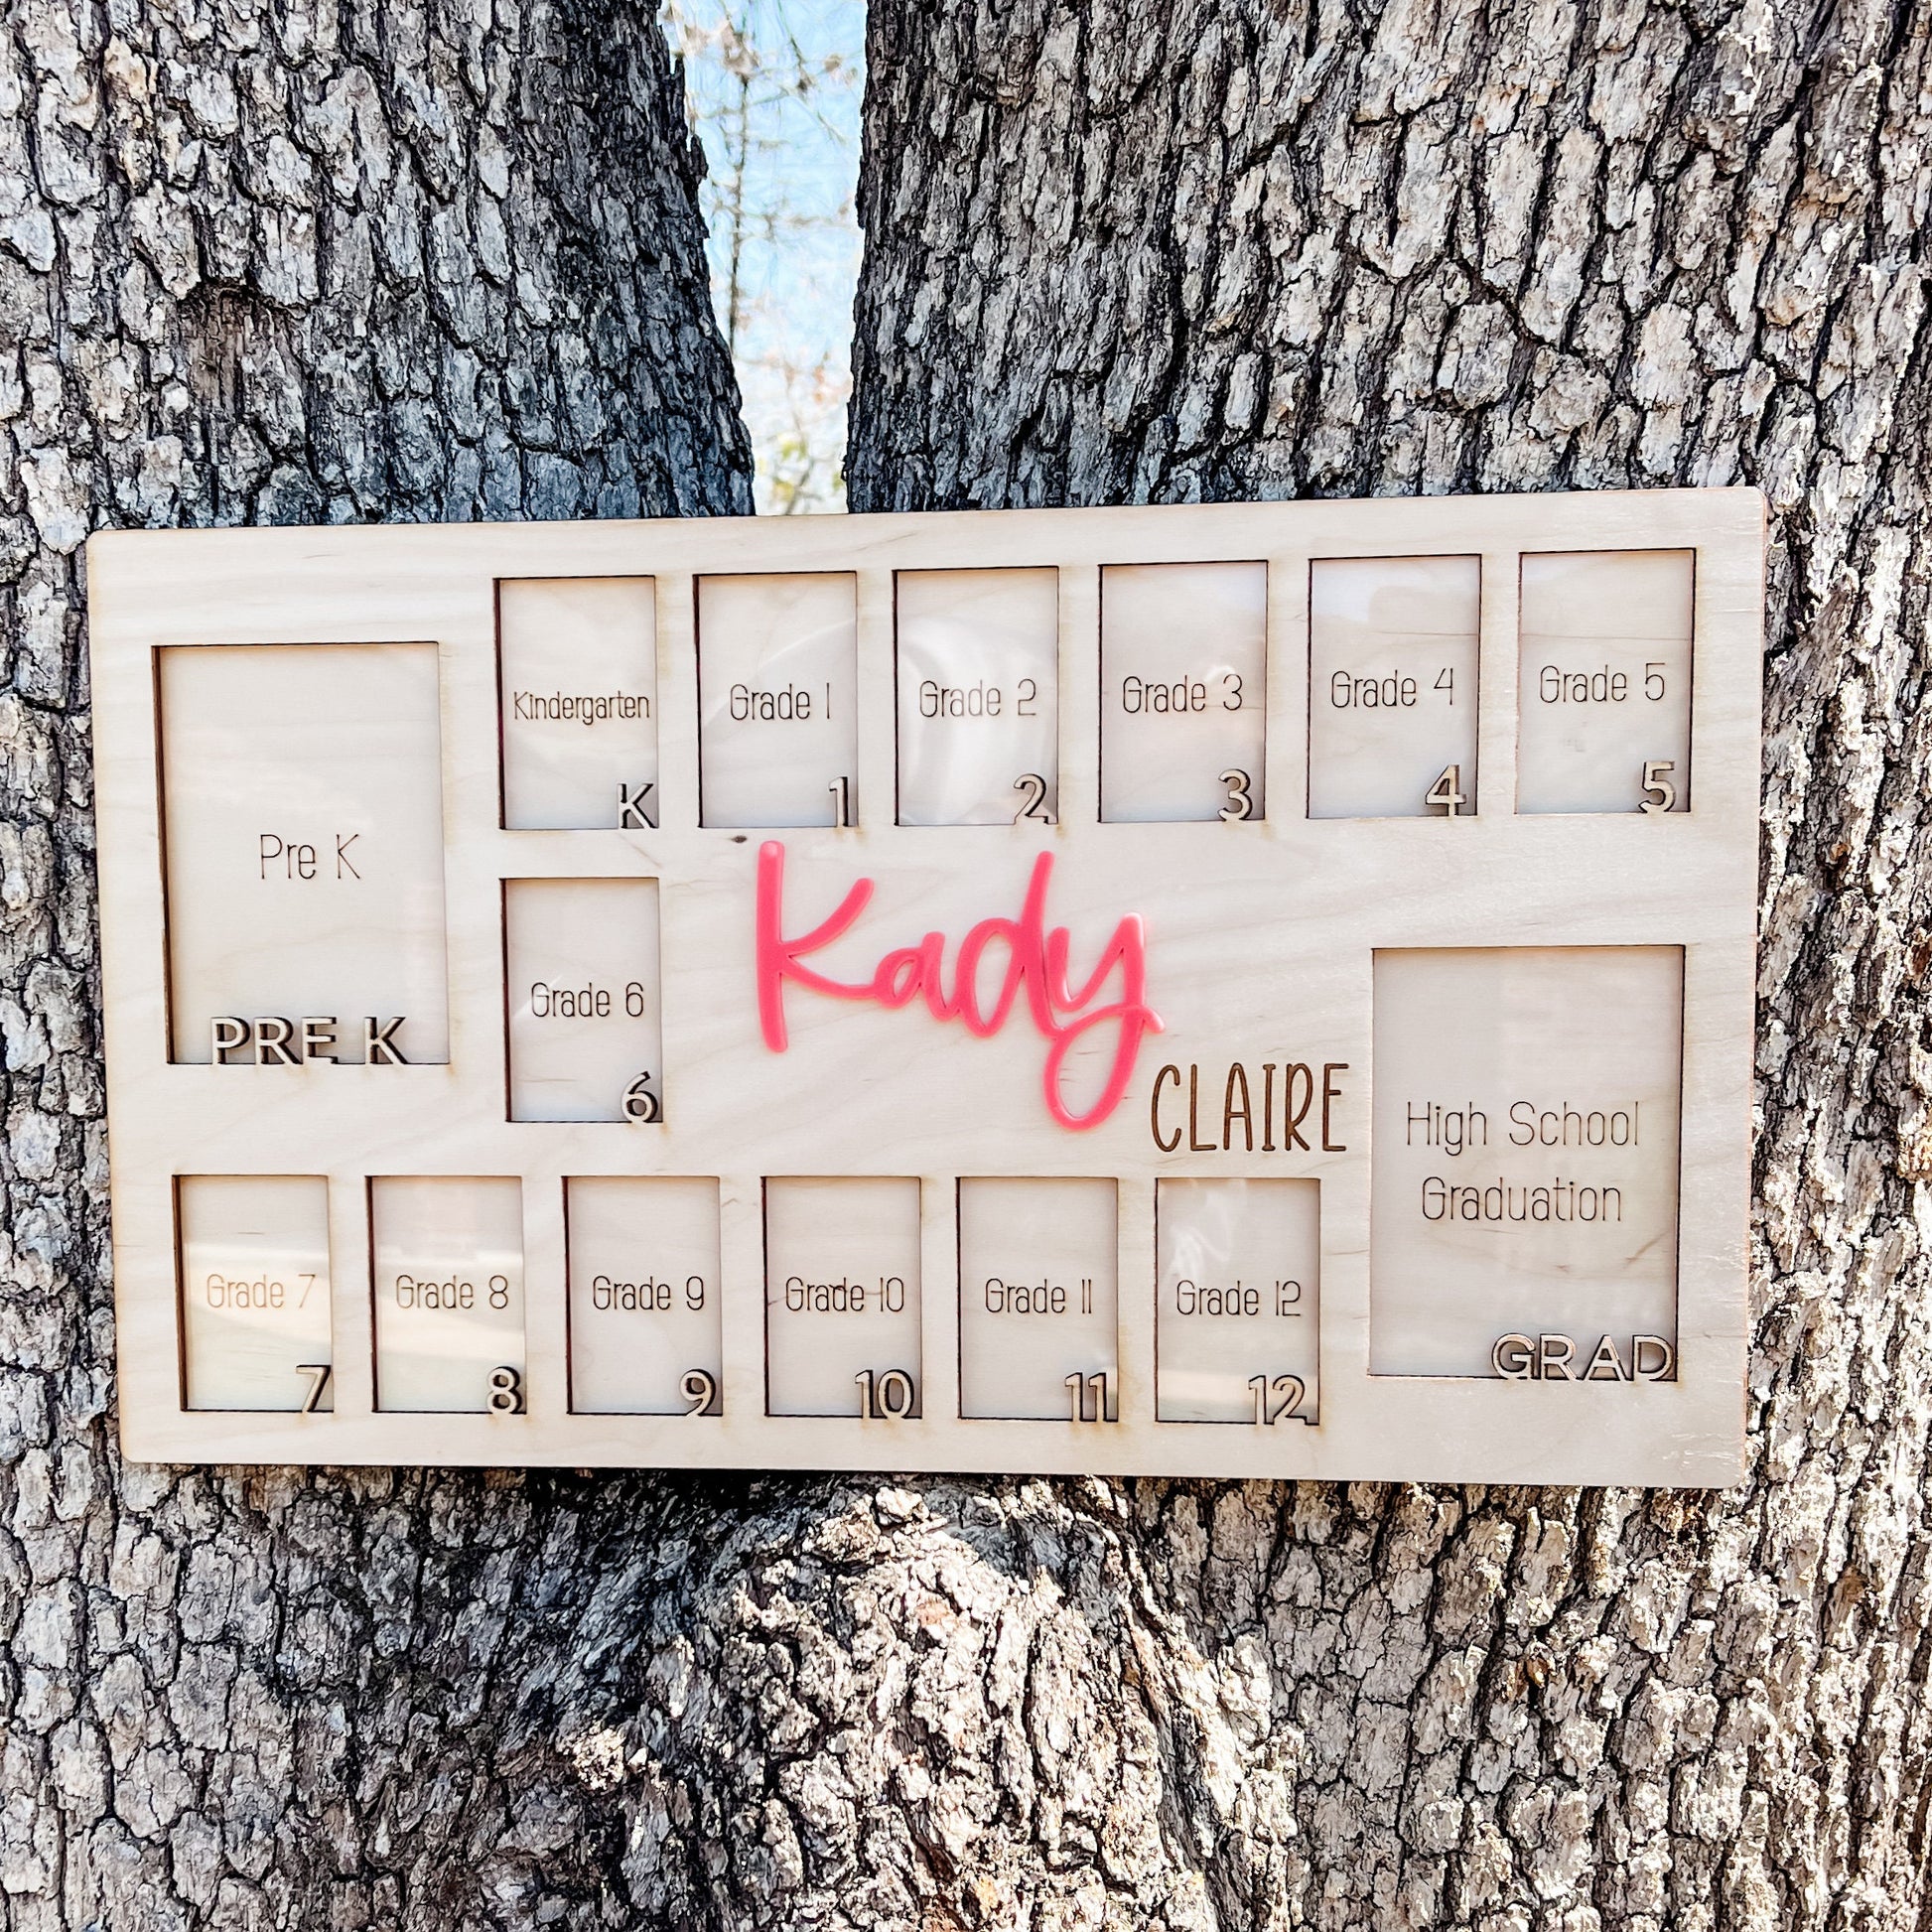 Pre K
PRE K
Kindergarten
K
Grade 1
1
Grade 2
2
Grade 3
3
Grade 4
4
Grade 5
5
Grade 6
6
Kady
CLAIRE
Grade 7
7
Grade 8
8
Grade 9
9
Grade 10
10
Grade 11
11
Grade 12
12
High School
Graduation
GRAD